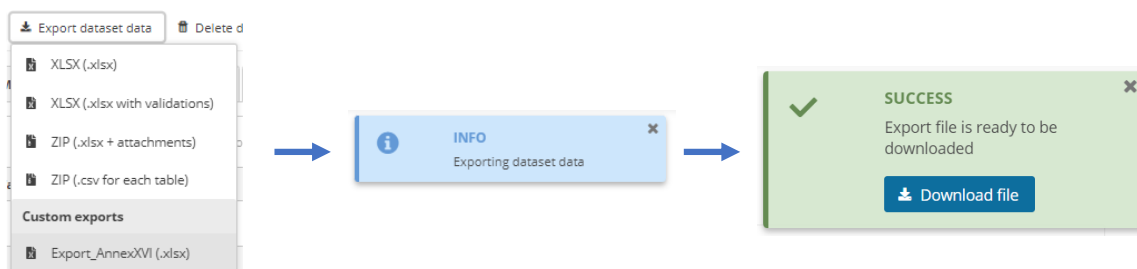 Export dataset data
Delete d
XLSX (.xlsx)
XLSX (.xlsx with validations)
ZIP (.xlsx + attachments)
ZIP (.csv for each table)
Custom exports
Export_AnnexXVI (.xlsx)
INFO
Exporting dataset data
SUCCESS
Export file is ready to be
downloaded
Download file